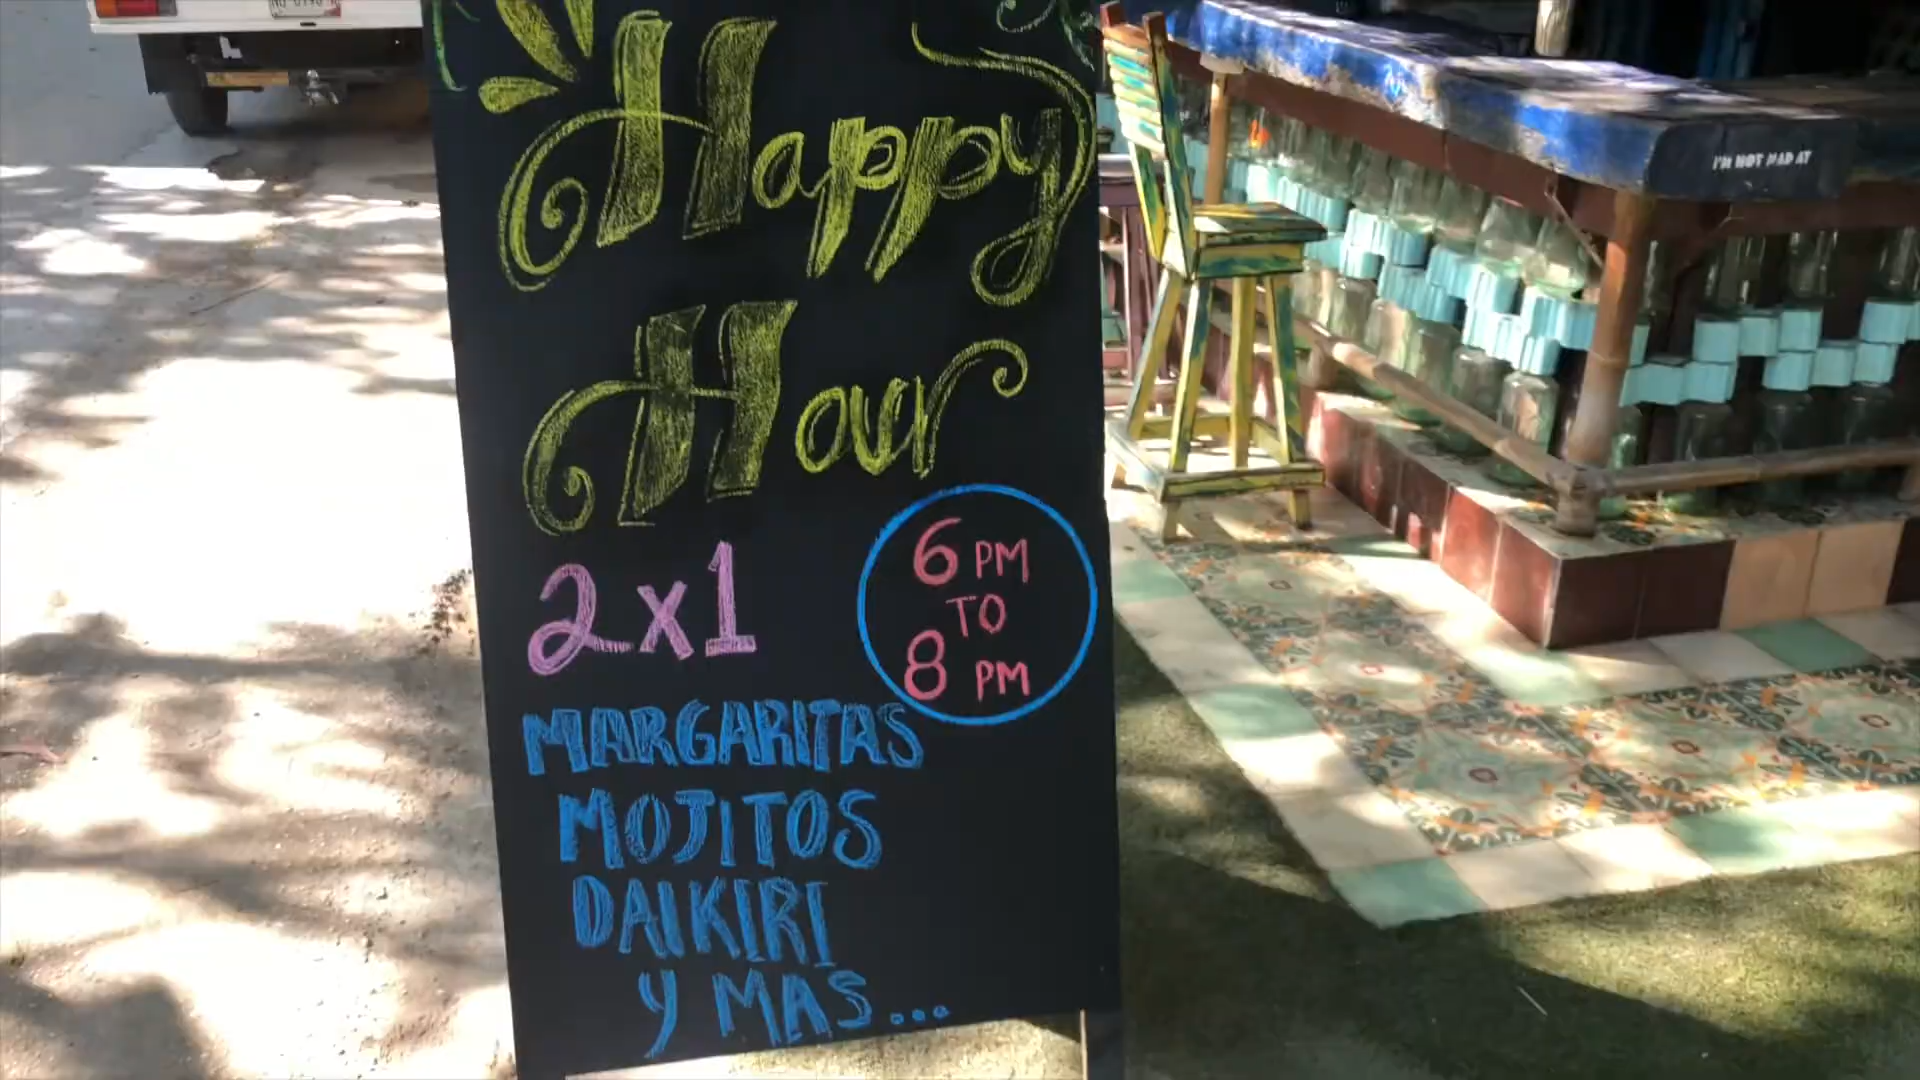 Happy
Hour
2x1
6 PM
TO
8 PM
MARGARITAS
MOJITOS
DAIKIRI
Y MAS...
I'M NOT MAD AT